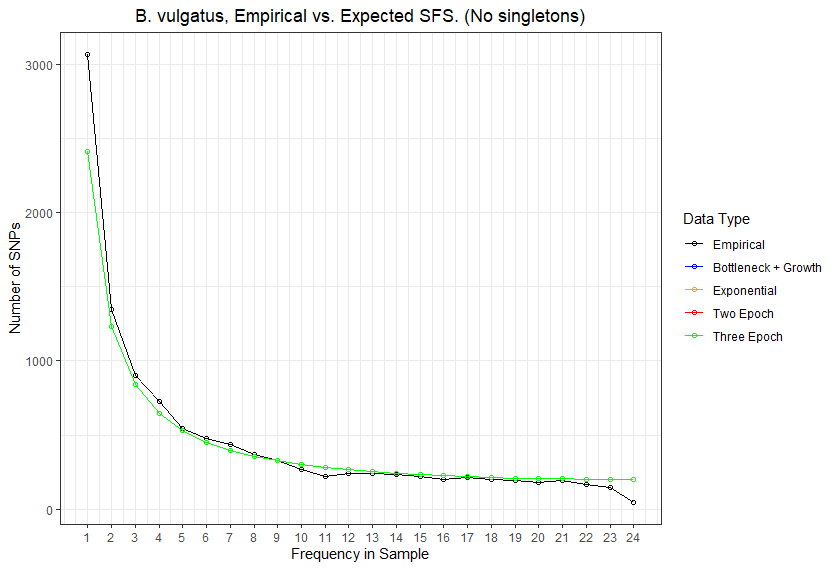 B. vulgatus, Empirical vs. Expected SFS. (No singletons)
Number of SNPs
3000
2000
1000
0
1 2 3 4 5 6 7 8 9 10 11 12 13 14 15 16 17 18 19 20 21 22 23 24
Frequency in Sample
Data Type
Empirical
Bottleneck + Growth
Exponential
Two Epoch
Three Epoch